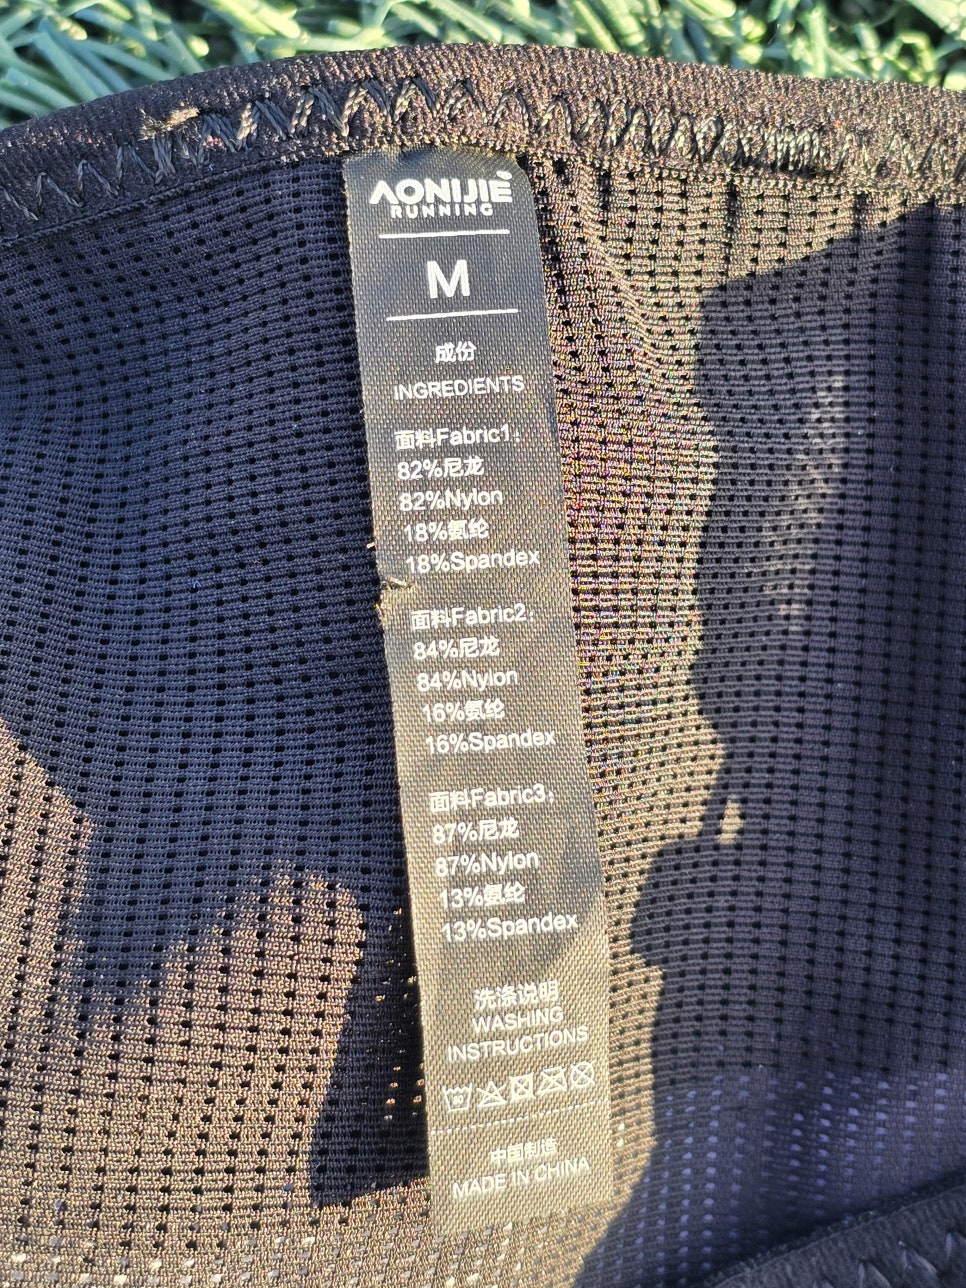 AONIJIÈ
RUNNING
M
成份
INGREDIENTS
面料Fabric1:
82%尼龙
82%Nylon
18%氨纶
18%Spandex
面料Fabric2:
84%尼龙
84%Nylon
16%氨纶
16%Spandex
面料Fabric3:
87%尼龙
87%Nylon
13%氨纶
13%Spandex
洗涤说明
WASHING
INSTRUCTIONS
中国制造
MADE IN CHINA